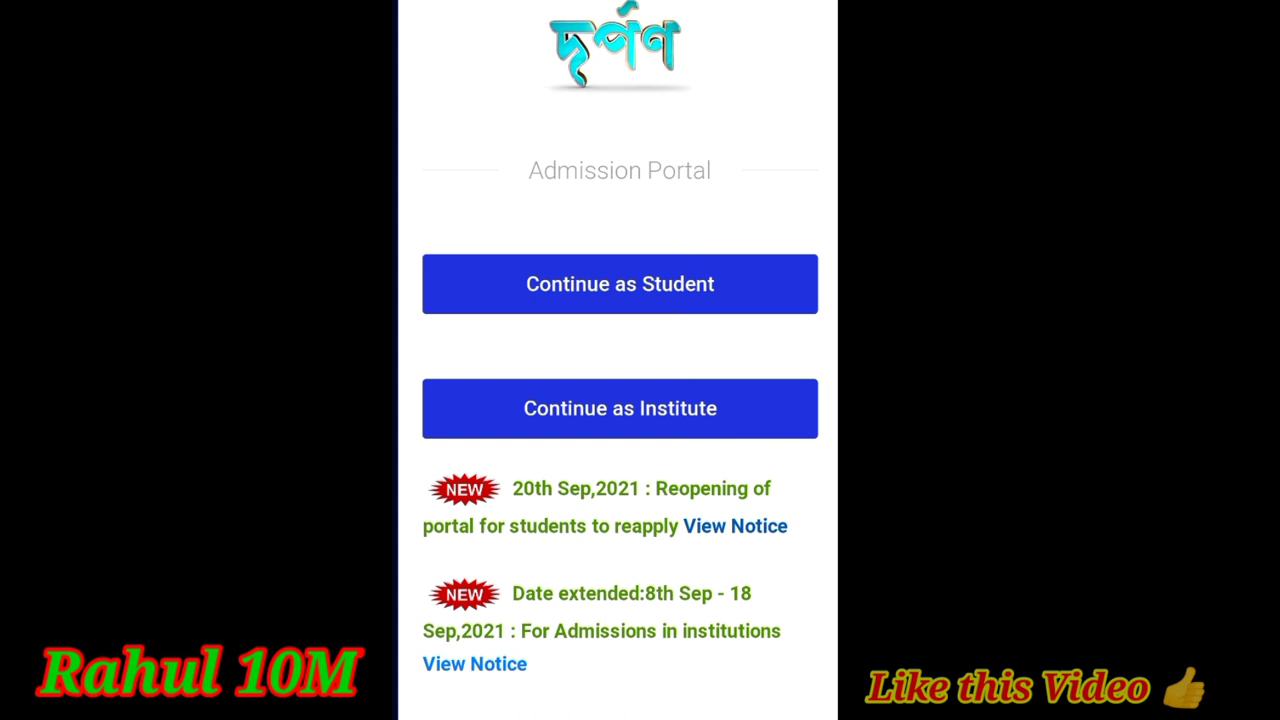 দৰ্পণ
Admission Portal
Continue as Student
Continue as Institute
NEW 20th Sep,2021 : Reopening of
portal for students to reapply View Notice
NEW Date extended:8th Sep - 18
Sep,2021 : For Admissions in institutions
View Notice
Rahul 10M
Like this Video 👍